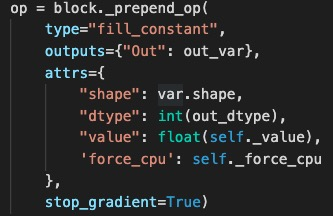 op = block._prepend_op(
    type="fill_constant",
    outputs={"Out": out_var},
    attrs={
        "shape": var.shape,
        "dtype": int(out_dtype),
        "value": float(self._value),
        'force_cpu': self._force_cpu
    },
    stop_gradient=True)